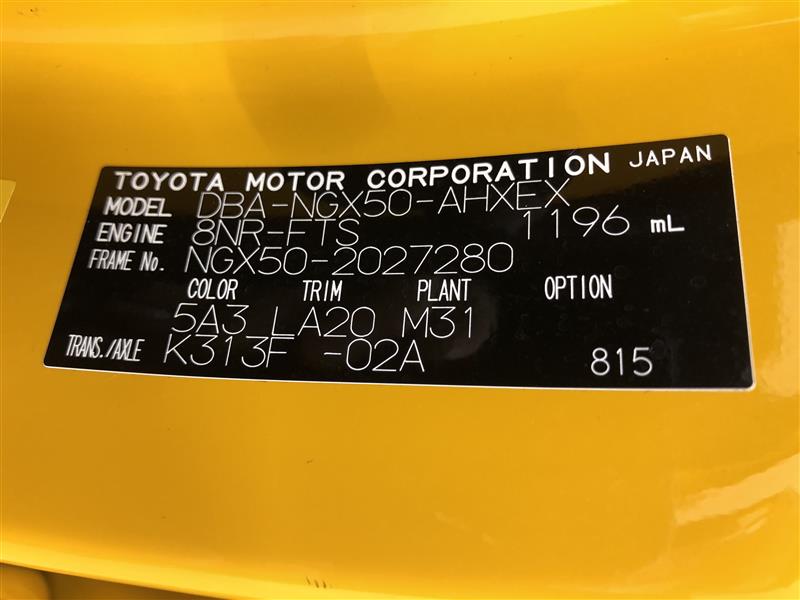 TOYOTA MOTOR CORPORATION JAPAN
MODEL DBA-NGX50-AHXEX
ENGINE 8NR-FTS 1196 mL
FRAME No. NGX50-2027280
COLOR TRIM PLANT OPTION
5A3 LA20 M31
TRANS./AXLE K313F -02A 815